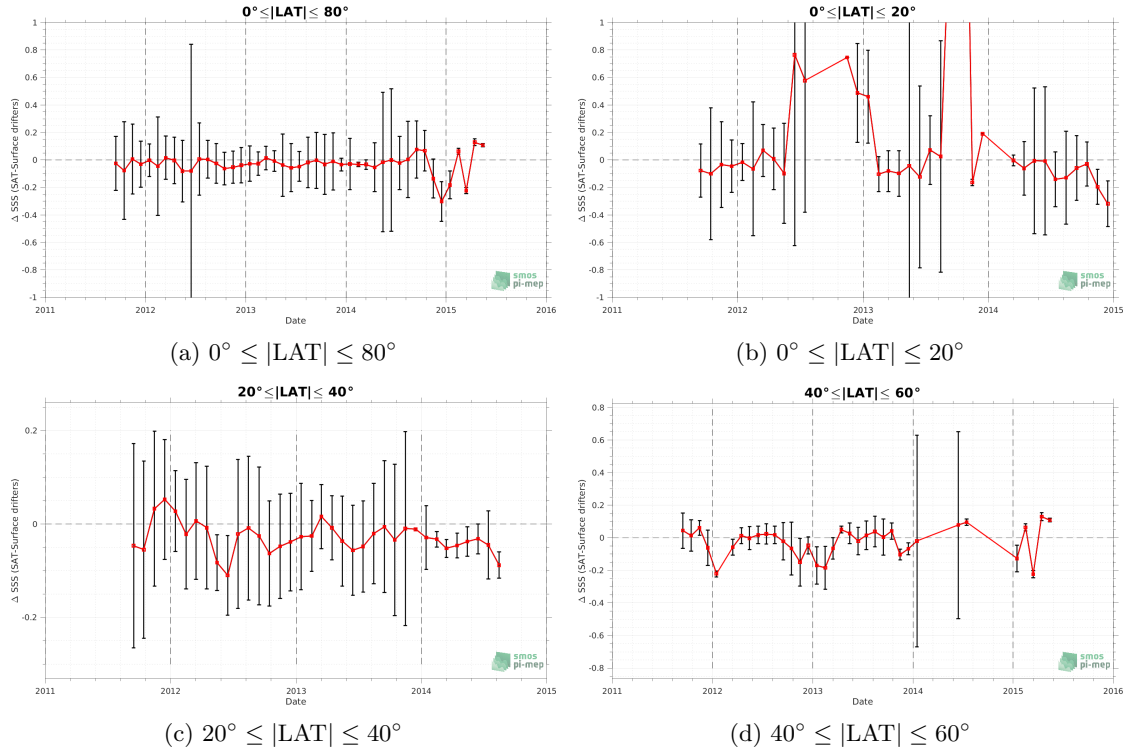 0°≤|LAT|≤ 80°
1
0.8
0.6
0.4
0.2
0
-0.2
-0.4
-0.6
-0.8
-1
Δ SSS (SAT-Surface drifters)
2011 2012 2013 2014 2015 2016
Date
smos
pi-mep
(a) 0° ≤ |LAT| ≤ 80°
0°≤|LAT|≤ 20°
1
0.8
0.6
0.4
0.2
0
-0.2
-0.4
-0.6
-0.8
-1
Δ SSS (SAT-Surface drifters)
2011 2012 2013 2014 2015
Date
smos
pi-mep
(b) 0° ≤ |LAT| ≤ 20°
20°≤|LAT|≤ 40°
0.2
0
-0.2
Δ SSS (SAT-Surface drifters)
2011 2012 2013 2014 2015
Date
smos
pi-mep
(c) 20° ≤ |LAT| ≤ 40°
40°≤|LAT|≤ 60°
0.8
0.6
0.4
0.2
0
-0.2
-0.4
-0.6
-0.8
Δ SSS (SAT-Surface drifters)
2011 2012 2013 2014 2015 2016
Date
smos
pi-mep
(d) 40° ≤ |LAT| ≤ 60°